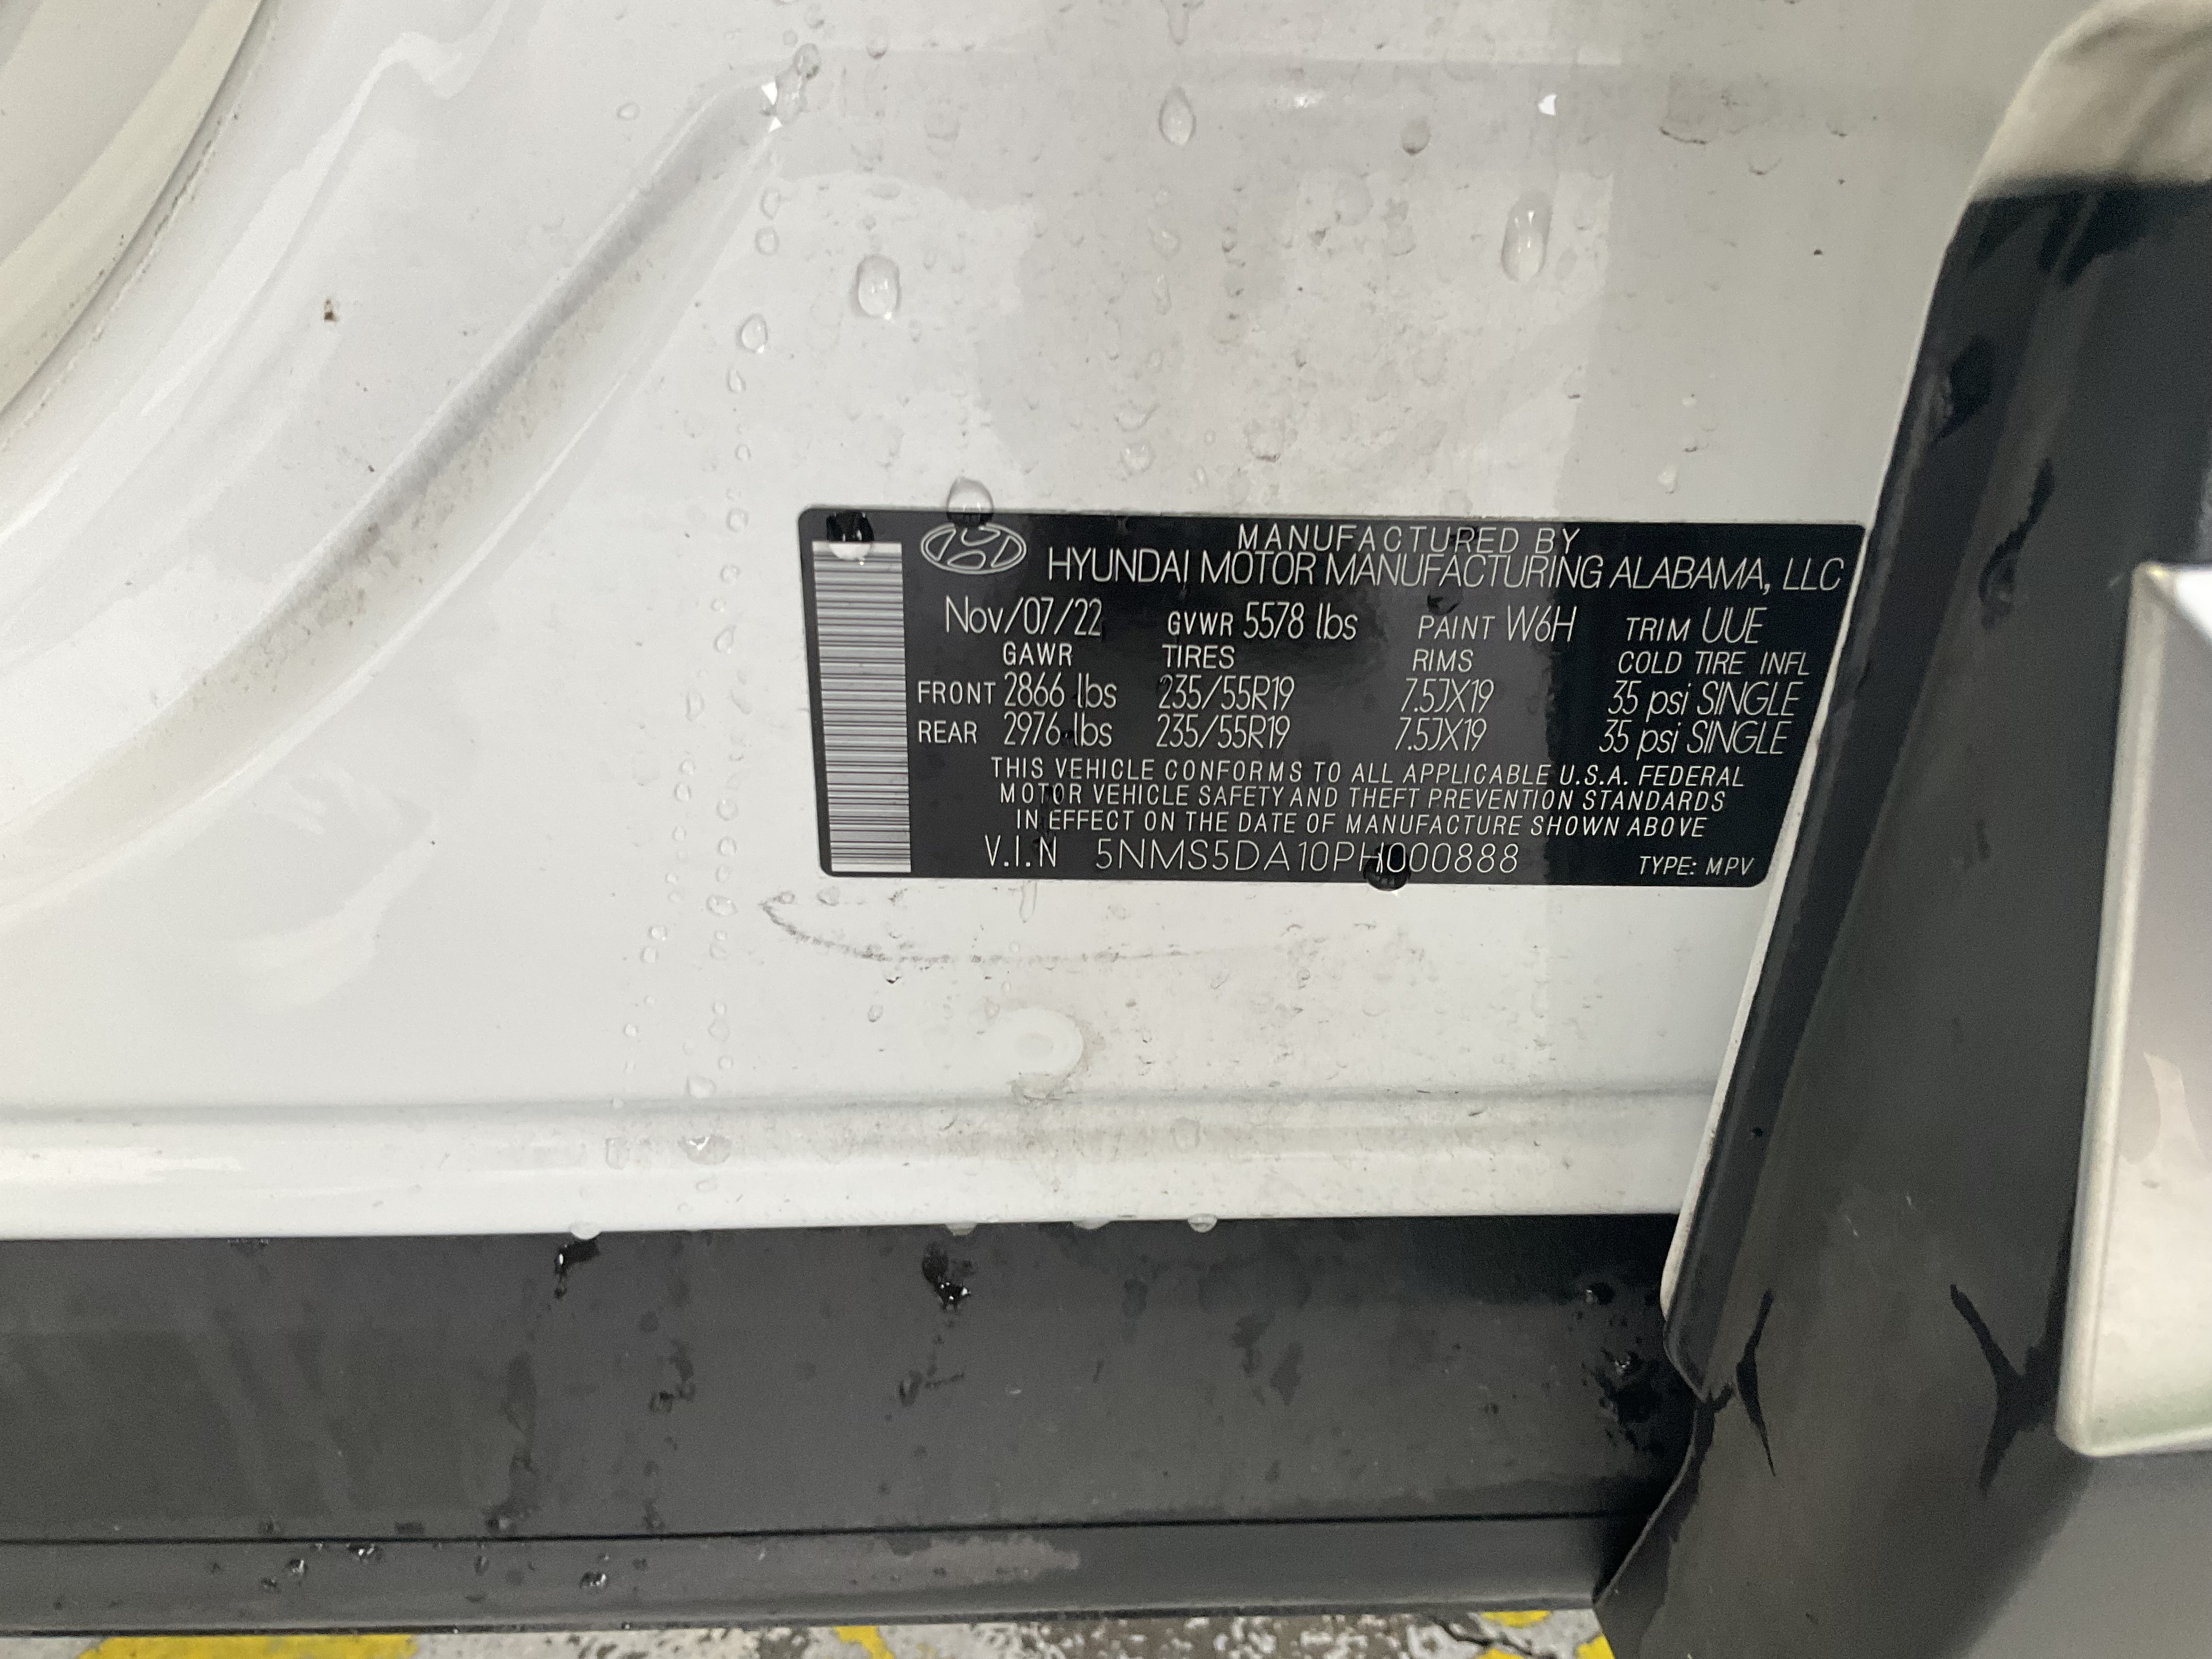 MANUFACTURED BY
HYUNDAI MOTOR MANUFACTURING ALABAMA, LLC
Nov/07/22 GVWR 5578 lbs PAINT W6H TRIM UUE
GAWR TIRES RIMS COLD TIRE INFL
FRONT 2866 lbs 235/55R19 7.5JX19 35 psi SINGLE
REAR 2976 lbs 235/55R19 7.5JX19 35 psi SINGLE
THIS VEHICLE CONFORMS TO ALL APPLICABLE U.S.A. FEDERAL
MOTOR VEHICLE SAFETY AND THEFT PREVENTION STANDARDS
IN EFFECT ON THE DATE OF MANUFACTURE SHOWN ABOVE
V.I.N 5NMS5DA10PH000888 TYPE: MPV